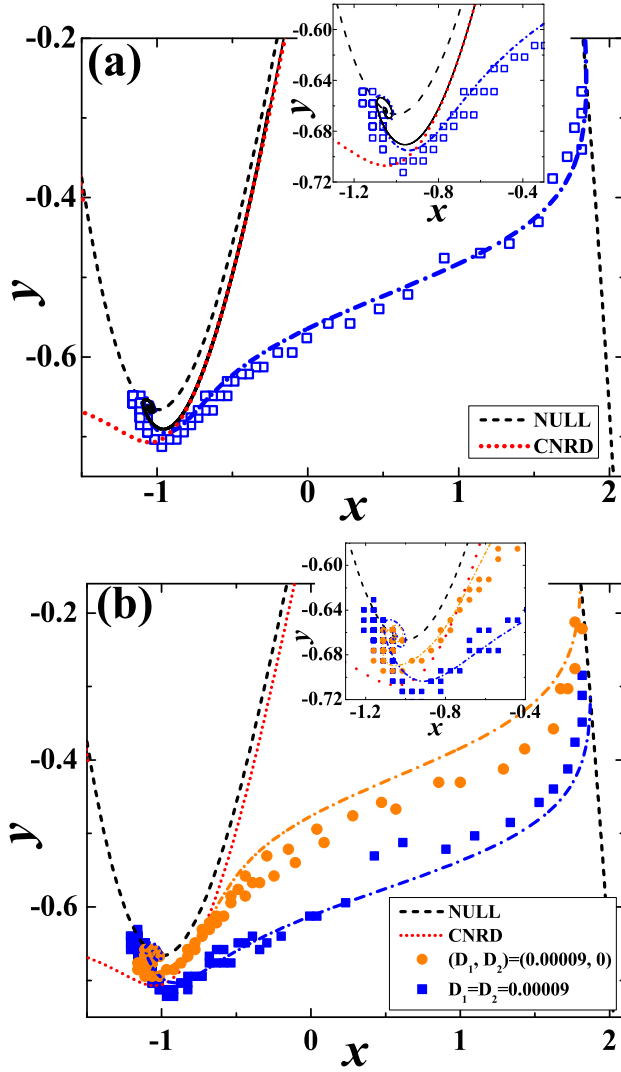 (a)
-0.2
-0.4
-0.6
y
-1
0
1
2
x
-0.60
-0.64
-0.68
-0.72
y
-1.2
-0.8
-0.4
x
NULL
CNRD
(b)
-0.2
-0.4
-0.6
y
-1
0
1
2
x
-0.60
-0.64
-0.68
-0.72
y
-1.2
-0.8
-0.4
x
NULL
CNRD
(D₁, D₂)=(0.00009, 0)
D₁=D₂=0.00009